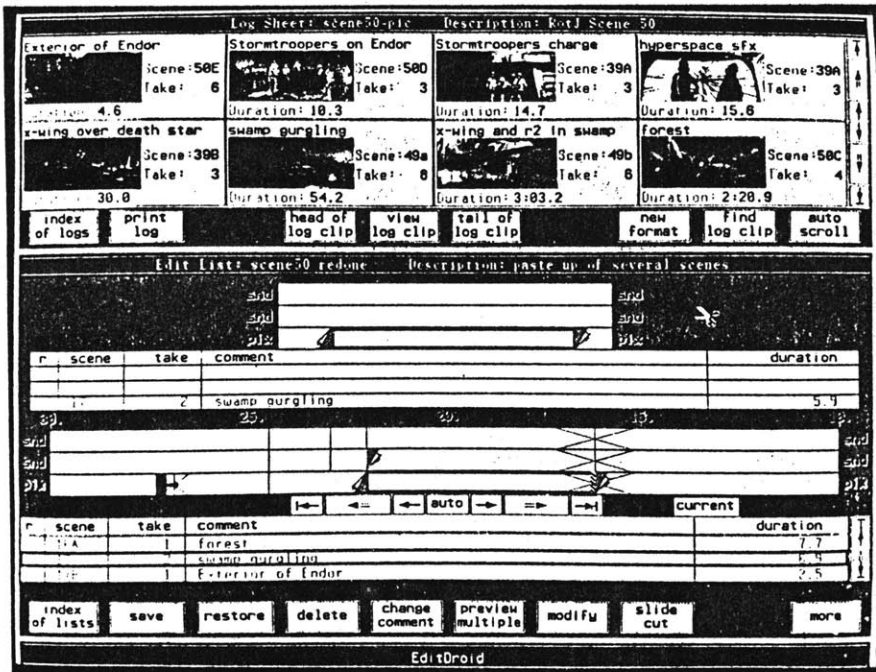 Log Sheet: scene50-pic Description: RotJ Scene 50
Exterior of Endor
Scene:50E
Take: 6
4.6
Stormtroopers on Endor
Scene:50D
Take: 3
Duration: 10.3
Stormtroopers charge
Scene:39A
Take: 3
Duration: 14.7
hyperspace sfx
Scene:39A
Take: 3
Duration: 15.6
x-wing over death star
Scene:39B
Take: 3
30.0
swamp gurgling
Scene:49a
Take: 8
Duration: 54.2
x-wing and r2 in swamp
Scene:49b
Take: 6
Duration: 3:03.2
forest
Scene:50C
Take: 4
Duration: 2:20.9
index of logs
print log
head of log clip
view log clip
tail of log clip
new format
find log clip
auto scroll
Edit List: scene50 redone Description: paste up of several scenes
snd snd
snd snd
pix pix
r scene take comment duration
2 swamp gurgling 5.9
25. 20. 15.
snd snd
snd snd
pix pix
auto
current
r scene take comment duration
1 forest 7.7
swamp gurgling
1 Exterior of Endor
index of lists
save
restore
delete
change comment
preview multiple
modify
slide cut
more
EditDroid